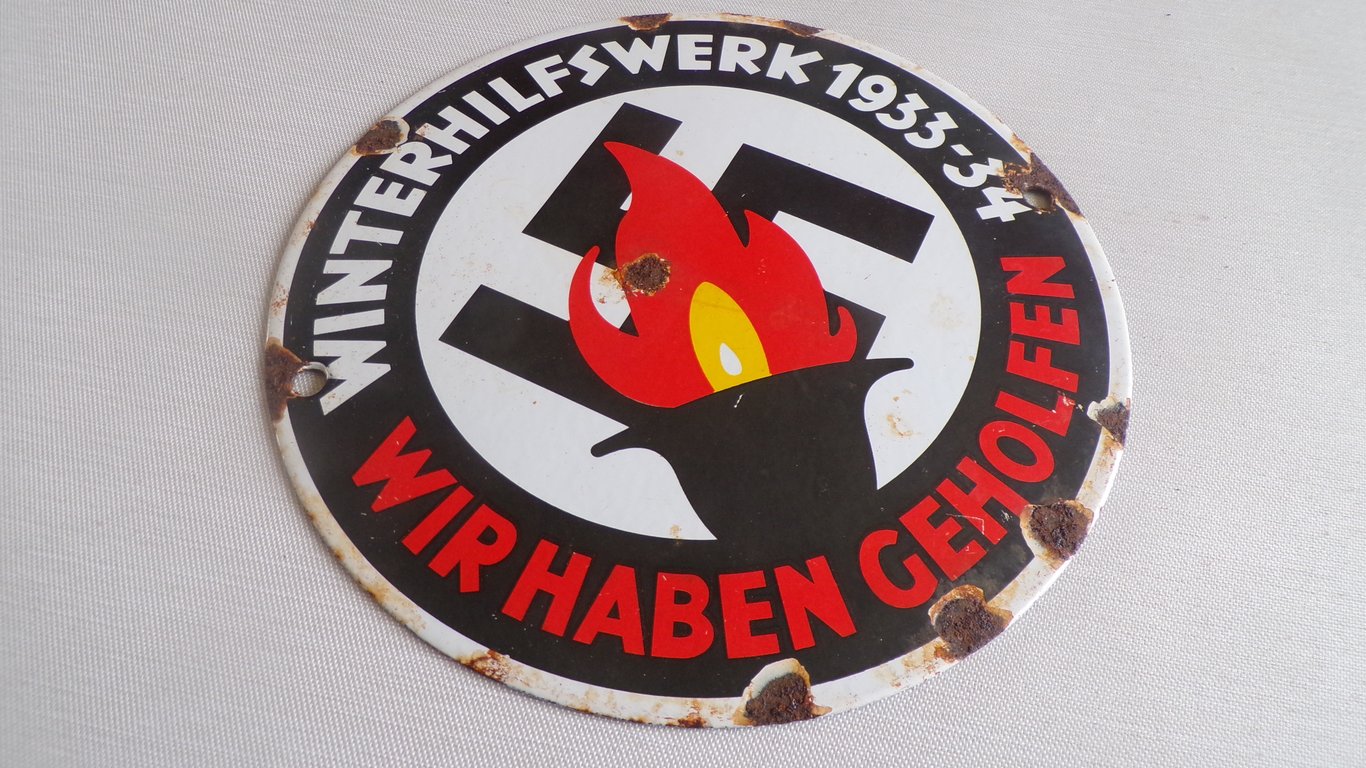 WINTERHILFSWERK 1933-34
WIR HABEN GEHOLFEN